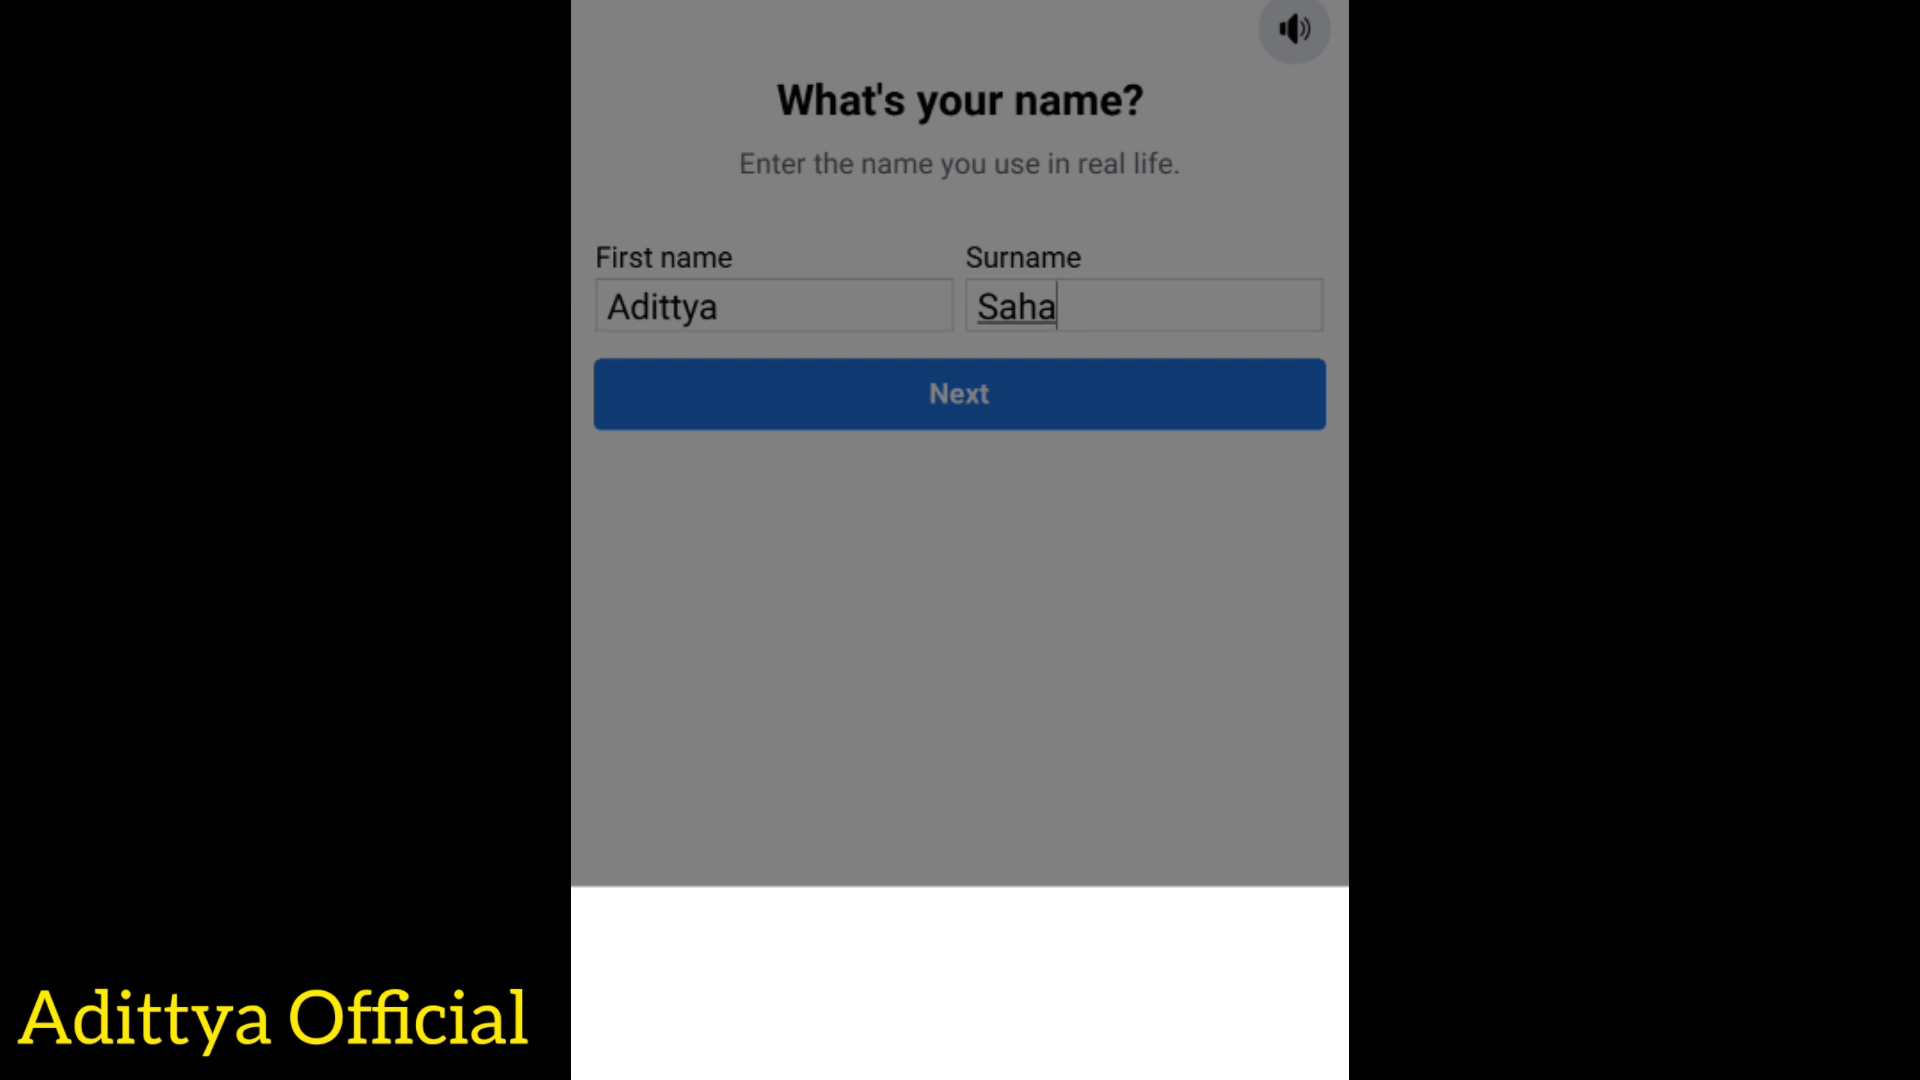 What's your name?
Enter the name you use in real life.
First name Surname
Adittya Saha
Next
Adittya Official